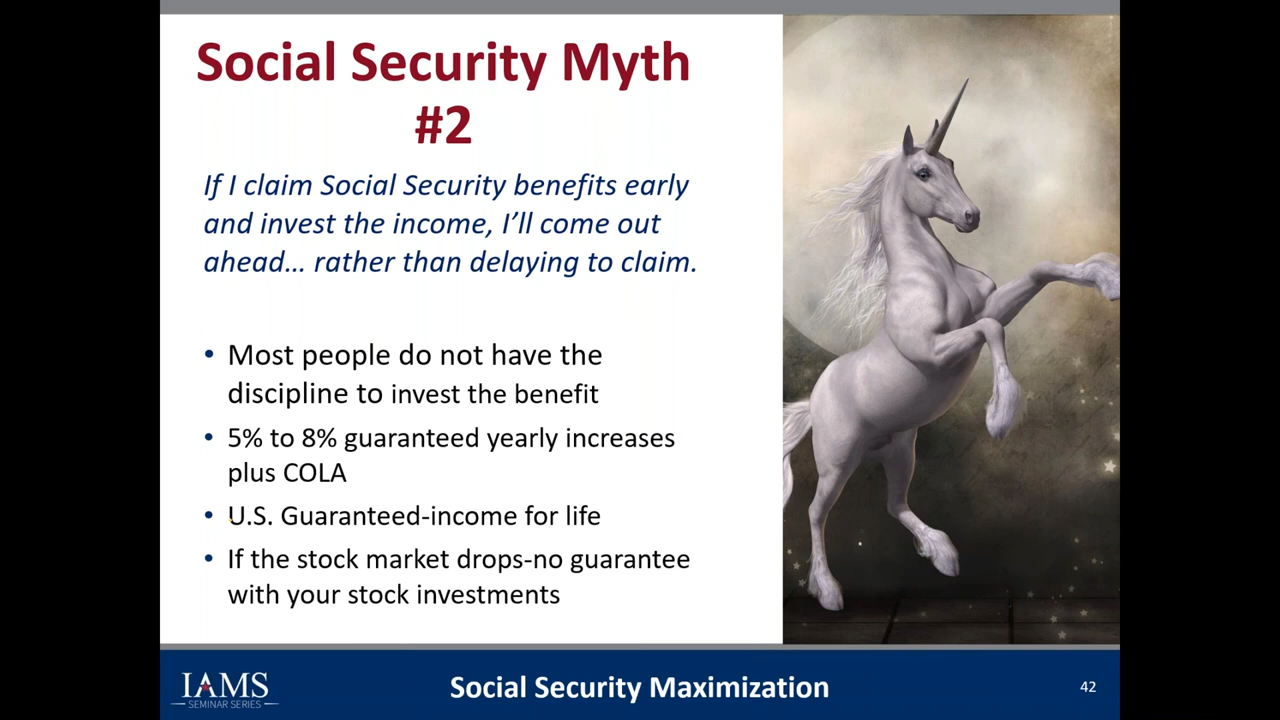 Social Security Myth
#2
If I claim Social Security benefits early
and invest the income, I’ll come out
ahead... rather than delaying to claim.
• Most people do not have the
discipline to invest the benefit
• 5% to 8% guaranteed yearly increases
plus COLA
• U.S. Guaranteed-income for life
• If the stock market drops-no guarantee
with your stock investments
IAMS
SEMINAR SERIES
Social Security Maximization
42